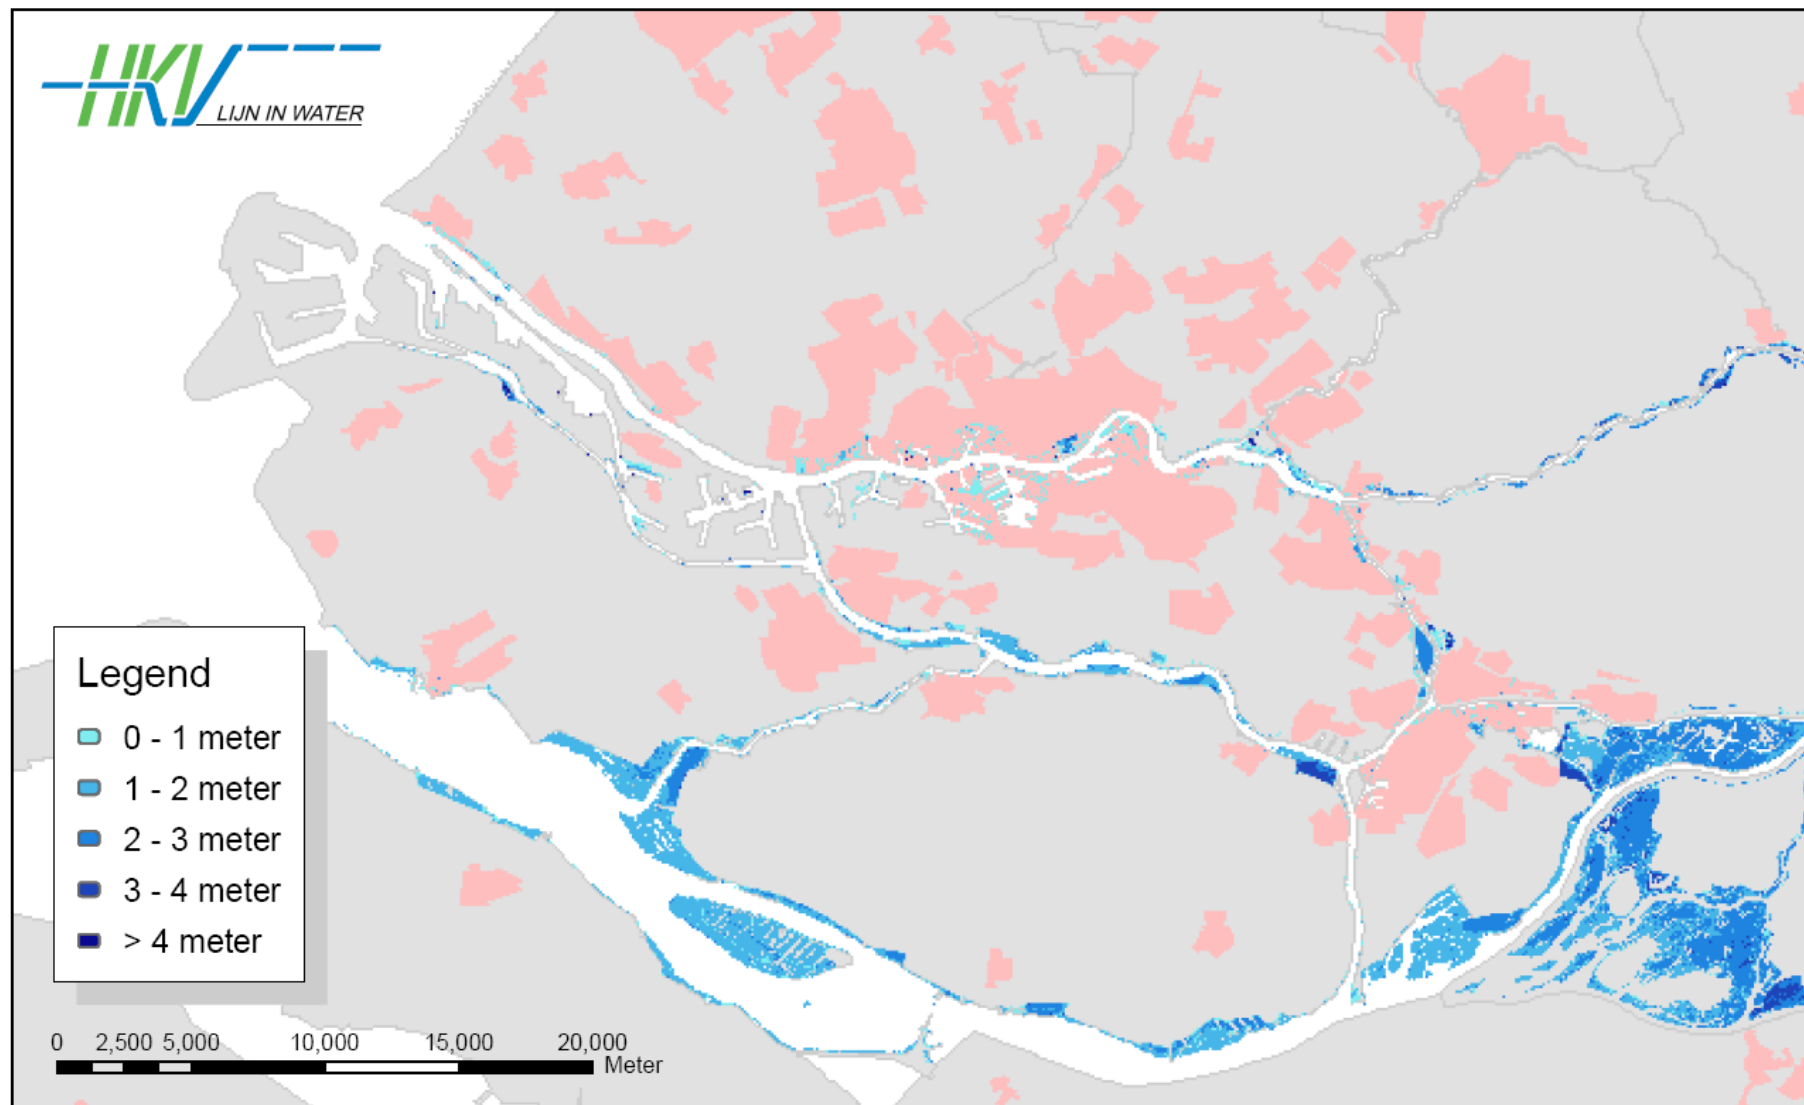 HKV
LIJN IN WATER
Legend
0 - 1 meter
1 - 2 meter
2 - 3 meter
3 - 4 meter
> 4 meter
0 2,500 5,000 10,000 15,000 20,000
Meter